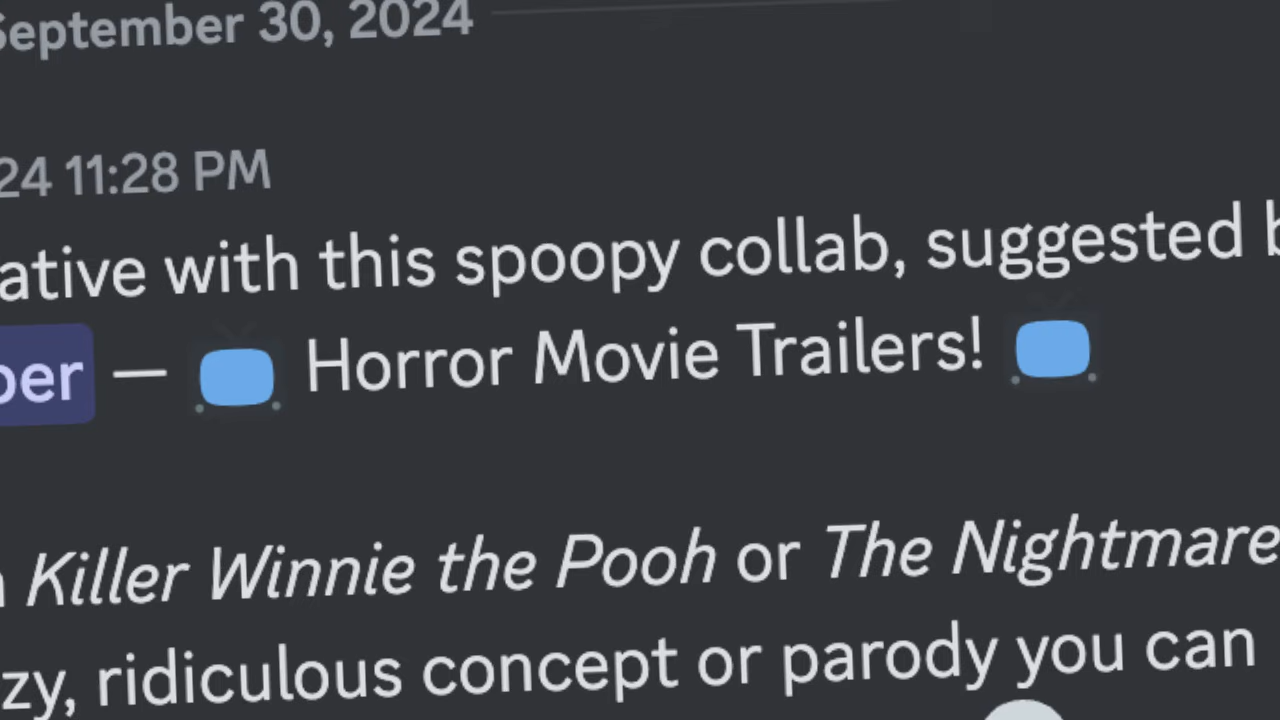 September 30, 2024
24 11:28 PM
ative with this spoopy collab, suggested b
ber — 📺 Horror Movie Trailers! 📺
Killer Winnie the Pooh or The Nightmare
zy, ridiculous concept or parody you can